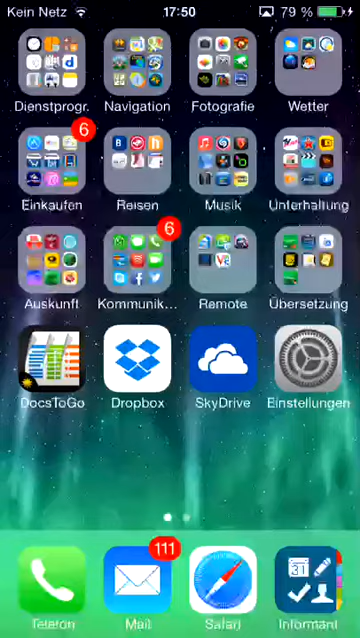 Kein Netz 17:50 79 %
Dienstprogr. Navigation Fotografie Wetter
6
Einkaufen Reisen Musik Unterhaltung
6
Auskunft Kommunik... Remote Übersetzung
DocsToGo Dropbox SkyDrive Einstellungen
111
31
Telefon Mail Safari Informant